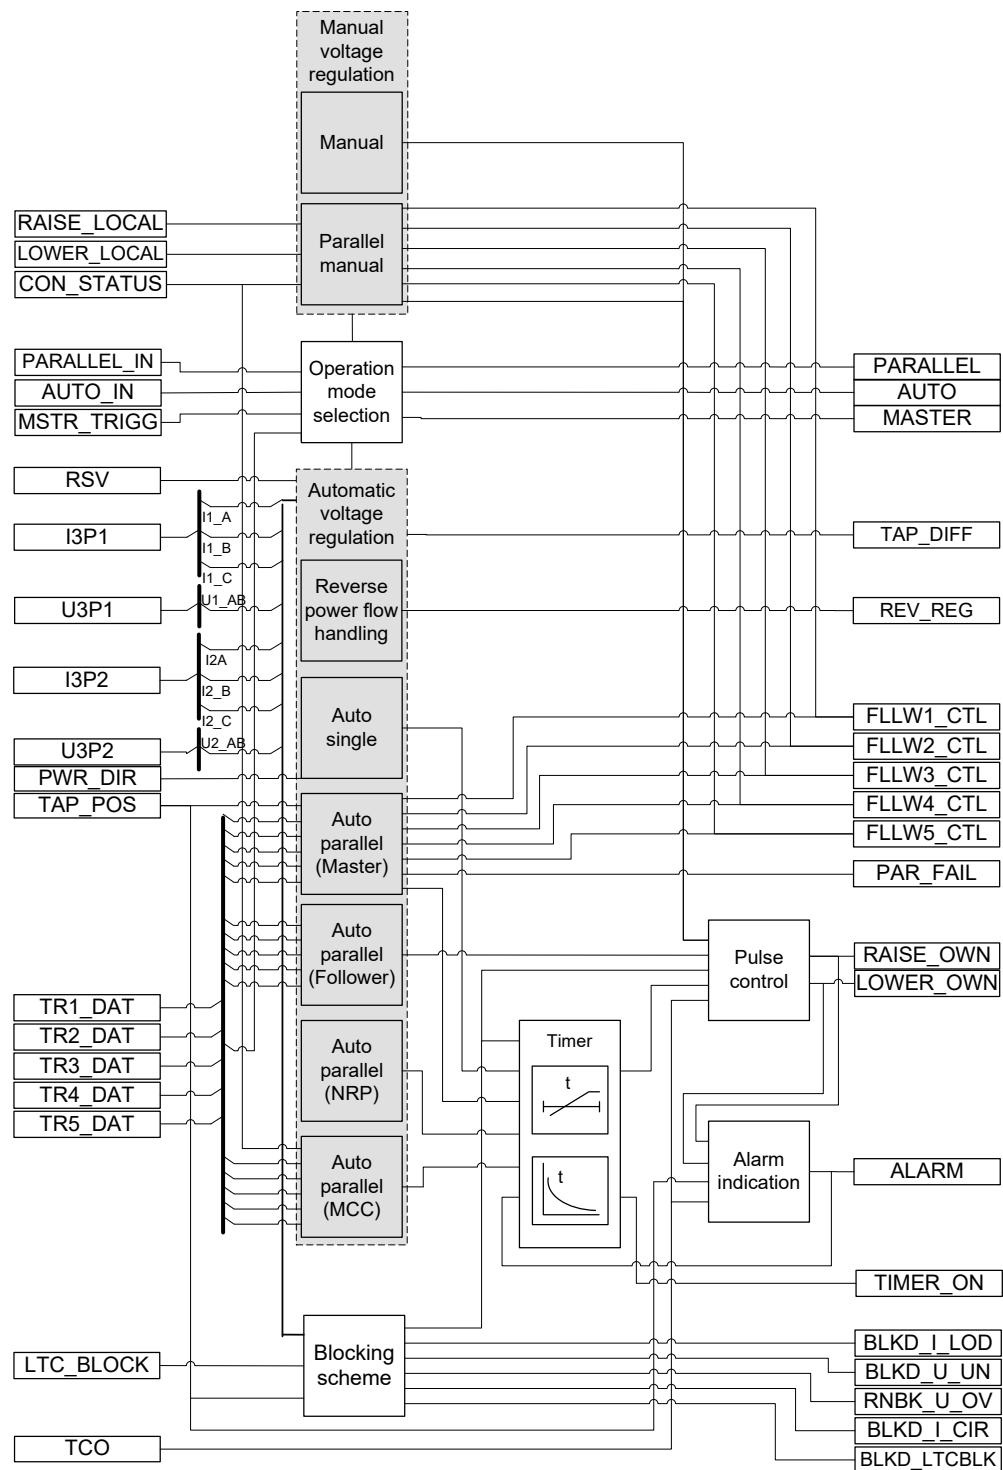 Manual
voltage
regulation
Manual
Parallel
manual
RAISE_LOCAL
LOWER_LOCAL
CON_STATUS
PARALLEL_IN
AUTO_IN
MSTR_TRIGG
Operation
mode
selection
PARALLEL
AUTO
MASTER
RSV
I3P1
U3P1
I3P2
U3P2
PWR_DIR
TAP_POS
I1_A
I1_B
I1_C
U1_AB
I2A
I2_B
I2_C
U2_AB
Automatic
voltage
regulation
Reverse
power flow
handling
Auto
single
Auto
parallel
(Master)
Auto
parallel
(Follower)
Auto
parallel
(NRP)
Auto
parallel
(MCC)
TAP_DIFF
REV_REG
FLLW1_CTL
FLLW2_CTL
FLLW3_CTL
FLLW4_CTL
FLLW5_CTL
PAR_FAIL
TR1_DAT
TR2_DAT
TR3_DAT
TR4_DAT
TR5_DAT
Timer
t
t
Pulse
control
RAISE_OWN
LOWER_OWN
Alarm
indication
ALARM
TIMER_ON
LTC_BLOCK
TCO
Blocking
scheme
BLKD_I_LOD
BLKD_U_UN
RNBK_U_OV
BLKD_I_CIR
BLKD_LTCBLK